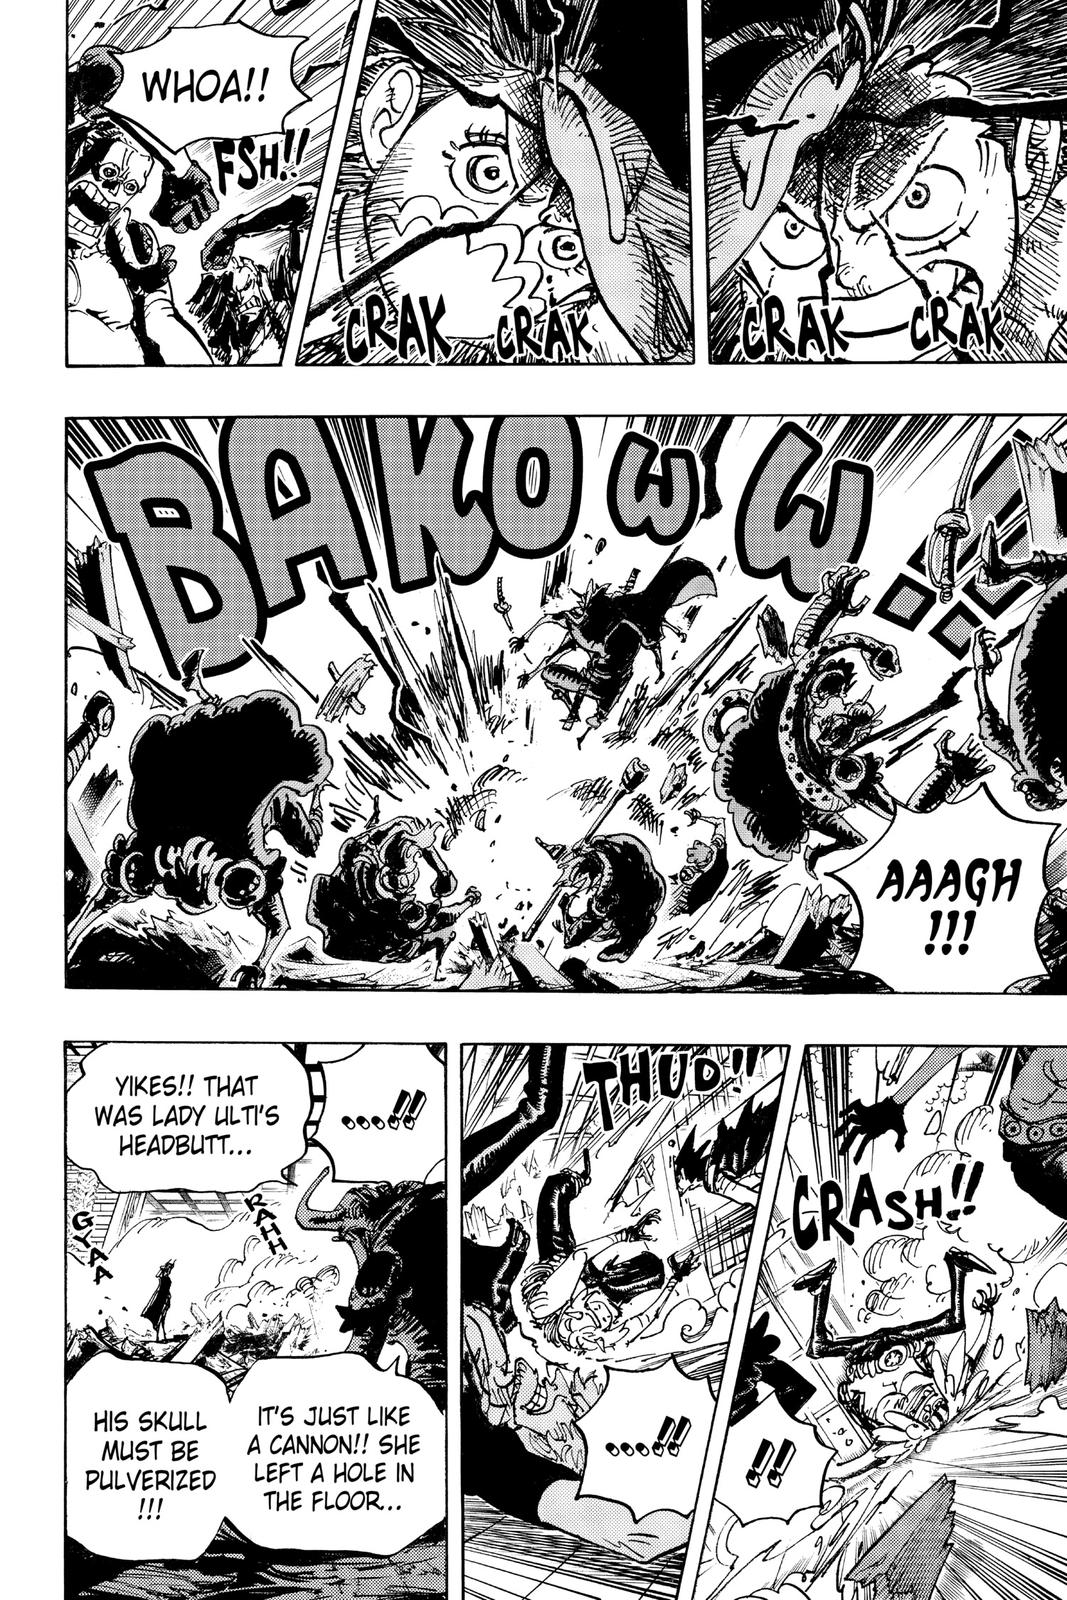 WHOA!!
FSH!!
CRAK
CRAK
CRAK
CRAK
BAKOWW!!
AAAGH
!!!
YIKES!! THAT
WAS LADY ULTI'S
HEADBUTT...
...!!
GYAA
RAHH
HIS SKULL
MUST BE
PULVERIZED
!!!
IT'S JUST LIKE
A CANNON!! SHE
LEFT A HOLE IN
THE FLOOR...
THUD!!
...!!
CRASH!!
!!